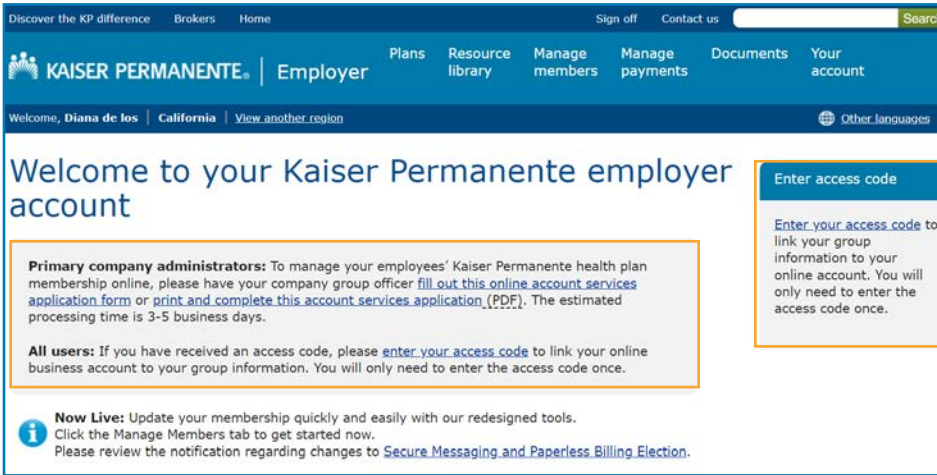 Discover the KP difference Brokers Home Sign off Contact us Searc
KAISER PERMANENTE® Employer
Plans Resource library Manage members Manage payments Documents Your account
Welcome, Diana de los California View another region Other languages
Welcome to your Kaiser Permanente employer
account
Primary company administrators: To manage your employees' Kaiser Permanente health plan
membership online, please have your company group officer fill out this online account services
application form or print and complete this account services application (PDF). The estimated
processing time is 3-5 business days.
All users: If you have received an access code, please enter your access code to link your online
business account to your group information. You will only need to enter the access code once.
Now Live: Update your membership quickly and easily with our redesigned tools.
Click the Manage Members tab to get started now.
Please review the notification regarding changes to Secure Messaging and Paperless Billing Election.
Enter access code
Enter your access code to
link your group
information to your
online account. You will
only need to enter the
access code once.